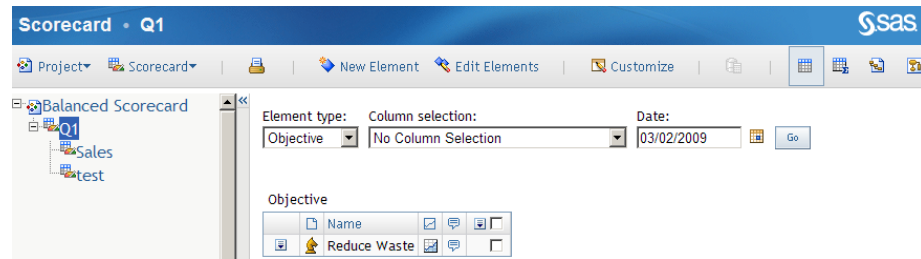 Scorecard • Q1
sas
Project Scorecard New Element Edit Elements Customize
Balanced Scorecard
Q1
Sales
test
Element type: Column selection: Date:
Objective No Column Selection 03/02/2009 Go
Objective
Name
Reduce Waste